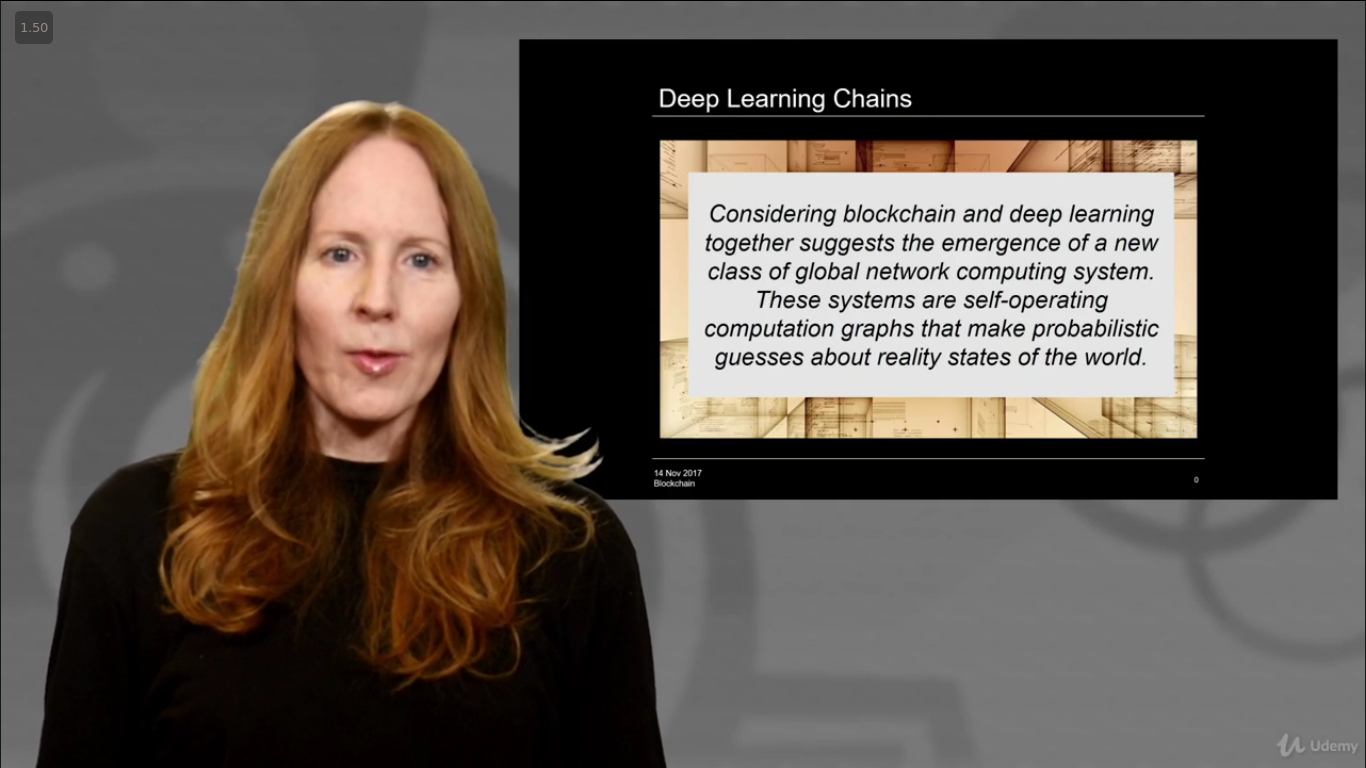 1.50
Deep Learning Chains
Considering blockchain and deep learning
together suggests the emergence of a new
class of global network computing system.
These systems are self-operating
computation graphs that make probabilistic
guesses about reality states of the world.
14 Nov 2017
Blockchain
0
Udemy